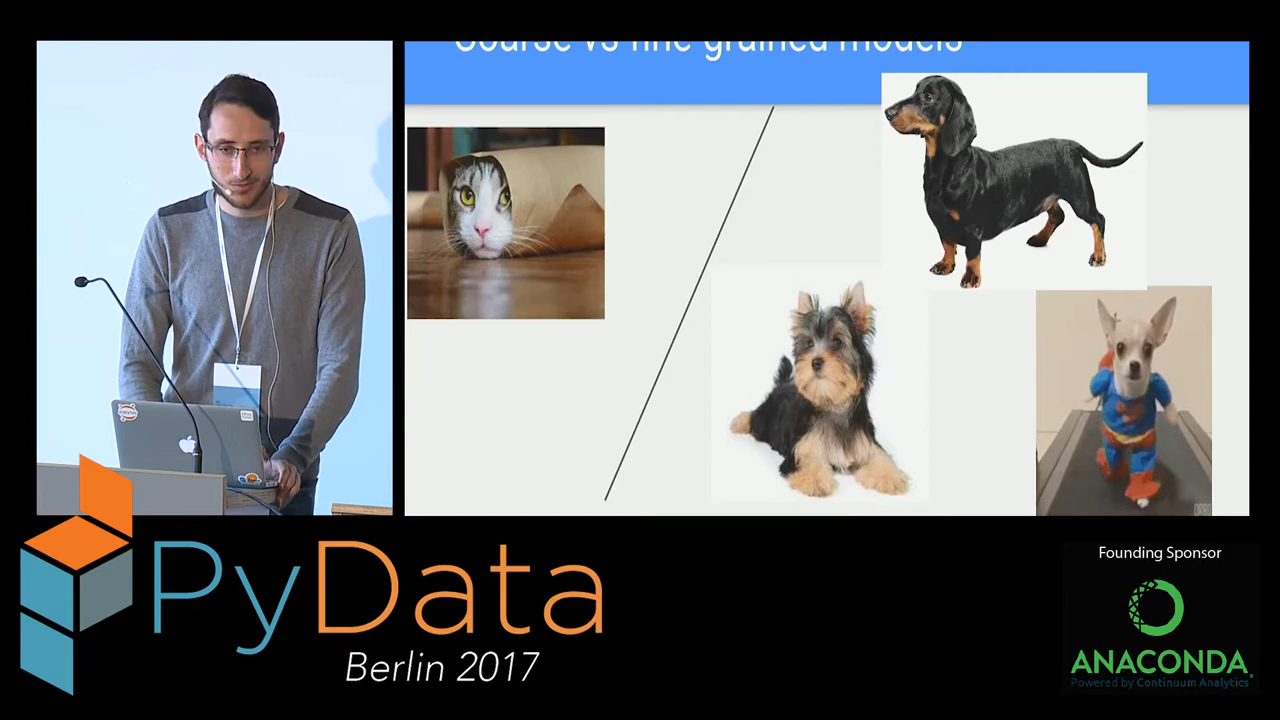 Course vs fine grained models
PyData
Berlin 2017
Founding Sponsor
ANACONDA
Powered by Continuum Analytics